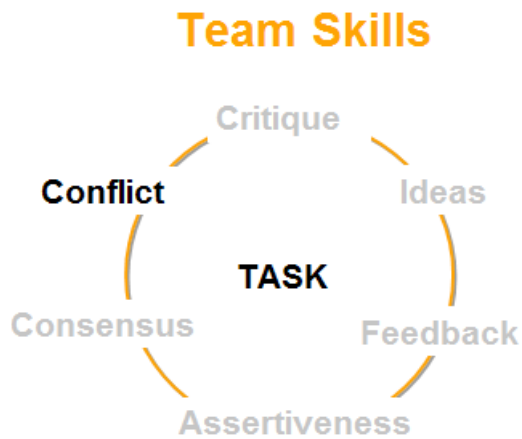 Team Skills
Critique
Conflict
Ideas
TASK
Consensus
Feedback
Assertiveness